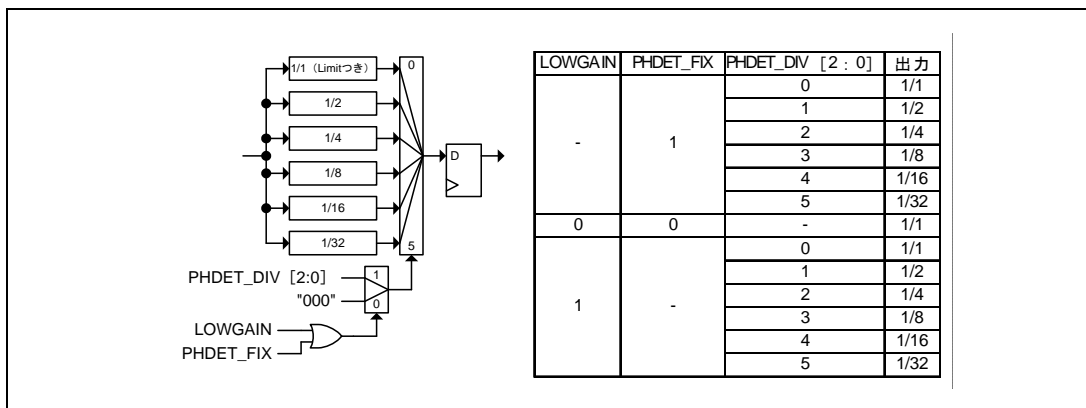 1/1 (Limitつき)
1/2
1/4
1/8
1/16
1/32
0
5
D
PHDET_DIV [2:0]
"000"
1
0
LOWGAIN
PHDET_FIX
LOWGAIN PHDET_FIX PHDET_DIV [2 : 0] 出力
- 1 0 1/1
1 1/2
2 1/4
3 1/8
4 1/16
5 1/32
0 0 - 1/1
1 - 0 1/1
1 1/2
2 1/4
3 1/8
4 1/16
5 1/32